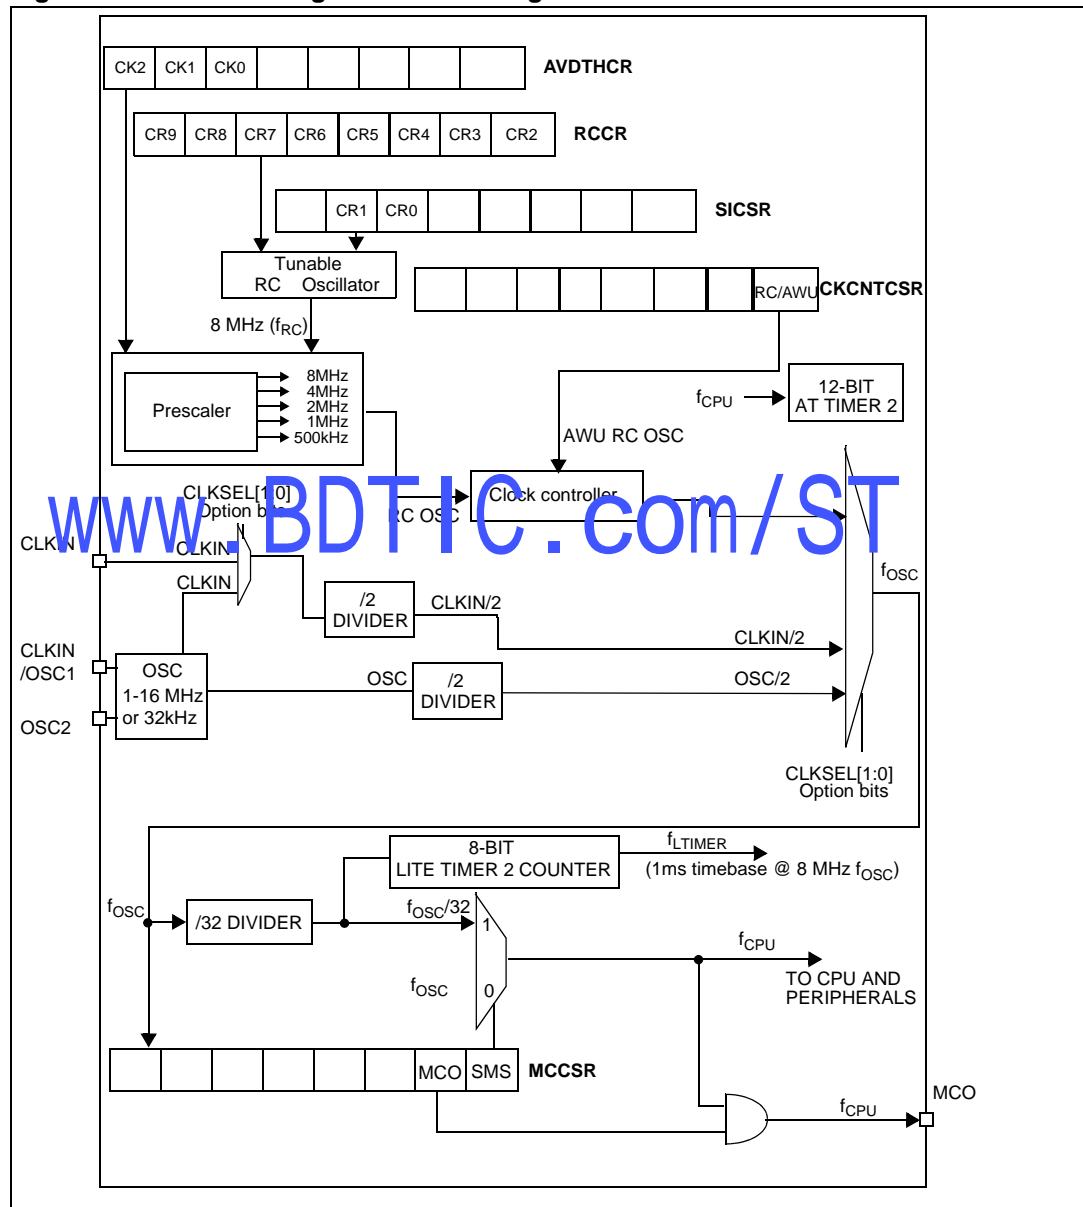 CK2 CK1 CK0 AVDTHCR
CR9 CR8 CR7 CR6 CR5 CR4 CR3 CR2 RCCR
CR1 CR0 SICSR
Tunable
RC Oscillator
RC/AWU CKCNTCSR
8 MHz (fRC)
Prescaler
8MHz
4MHz
2MHz
1MHz
500kHz
fCPU
12-BIT
AT TIMER 2
AWU RC OSC
Clock controller
RC OSC
www.BDTIC.com/ST
CLKSEL[1:0]
Option bits
CLKIN
CLKIN
CLKIN
fOSC
/2
DIVIDER
CLKIN/2
CLKIN/2
CLKIN
/OSC1
OSC2
OSC
1-16 MHz
or 32kHz
OSC
/2
DIVIDER
OSC/2
CLKSEL[1:0]
Option bits
8-BIT
LITE TIMER 2 COUNTER
fLTIMER
(1ms timebase @ 8 MHz fOSC)
fOSC
/32 DIVIDER
fOSC/32
1
fOSC
0
fCPU
TO CPU AND
PERIPHERALS
MCO SMS MCCSR
fCPU
MCO